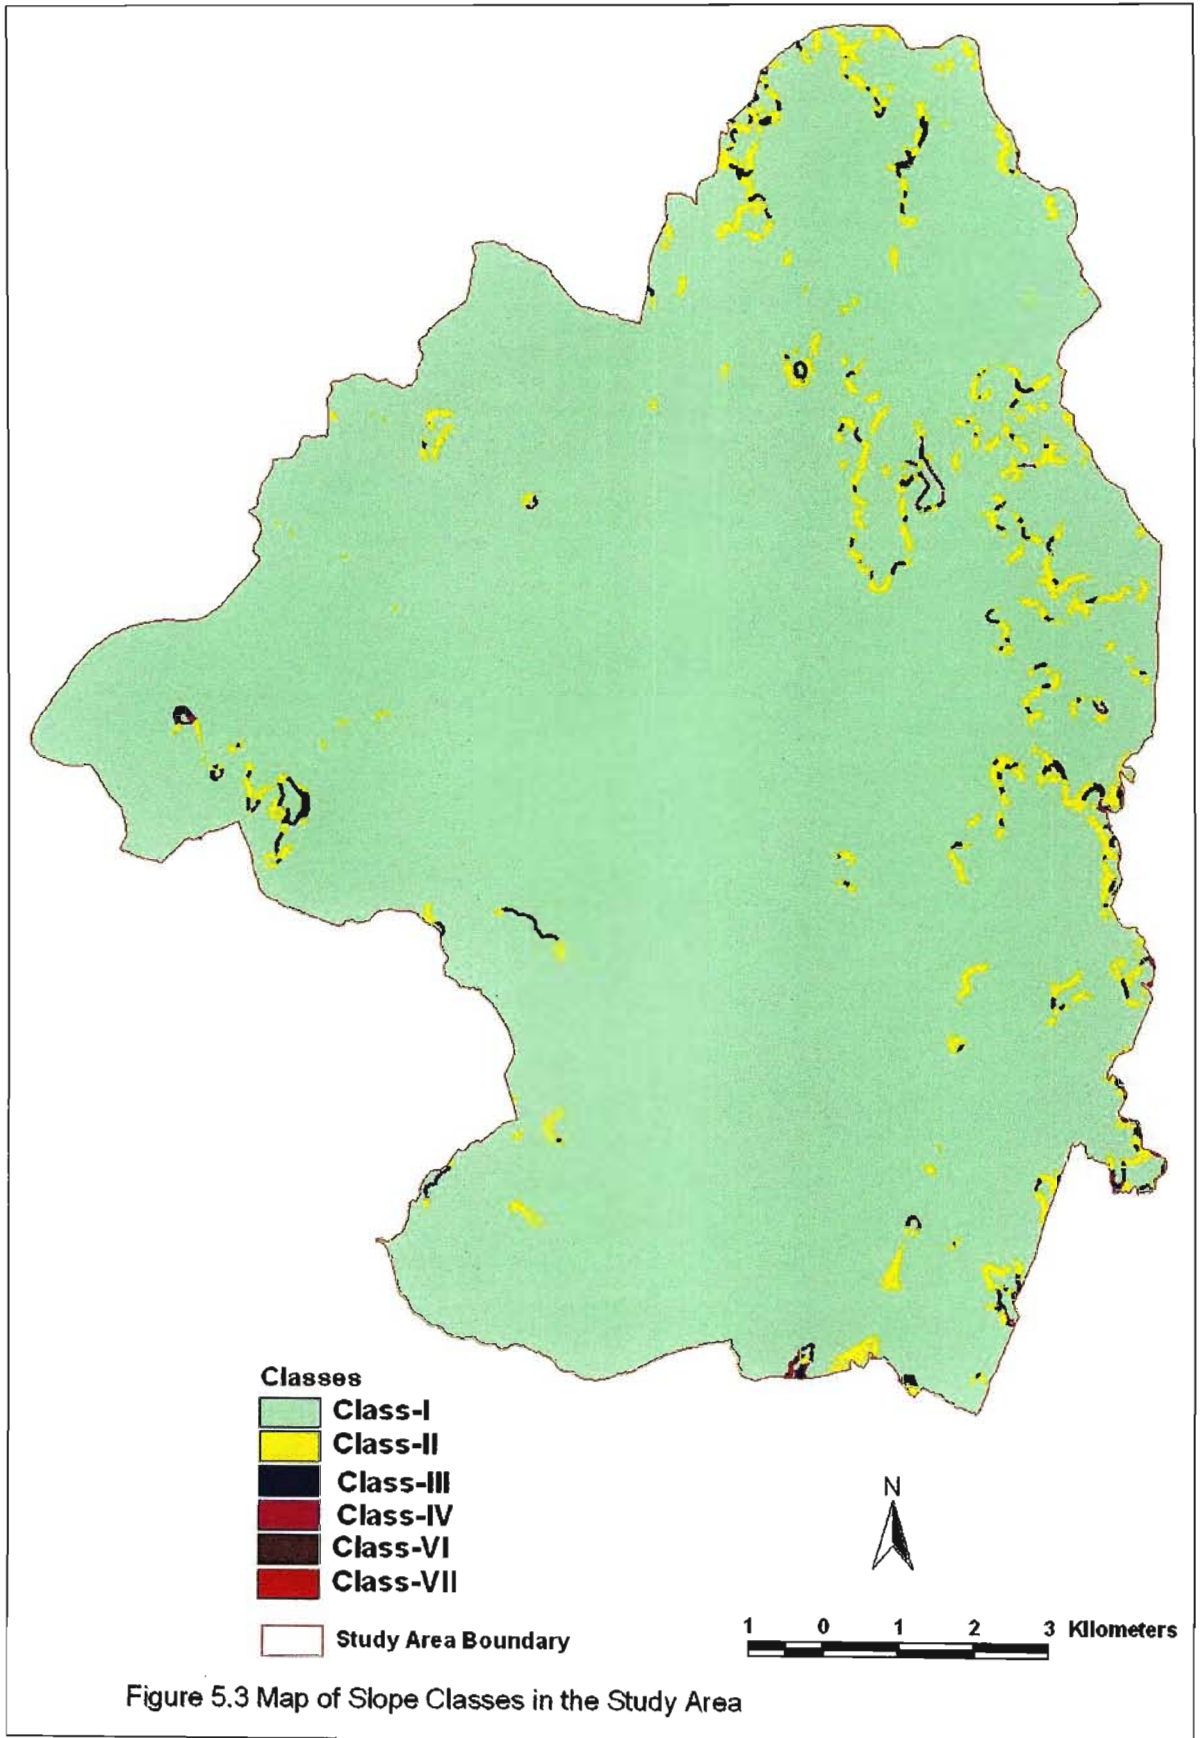 Classes
Class-I
Class-II
Class-III
Class-IV
Class-VI
Class-VII
Study Area Boundary
N
1 0 1 2 3 Kilometers
Figure 5.3 Map of Slope Classes in the Study Area